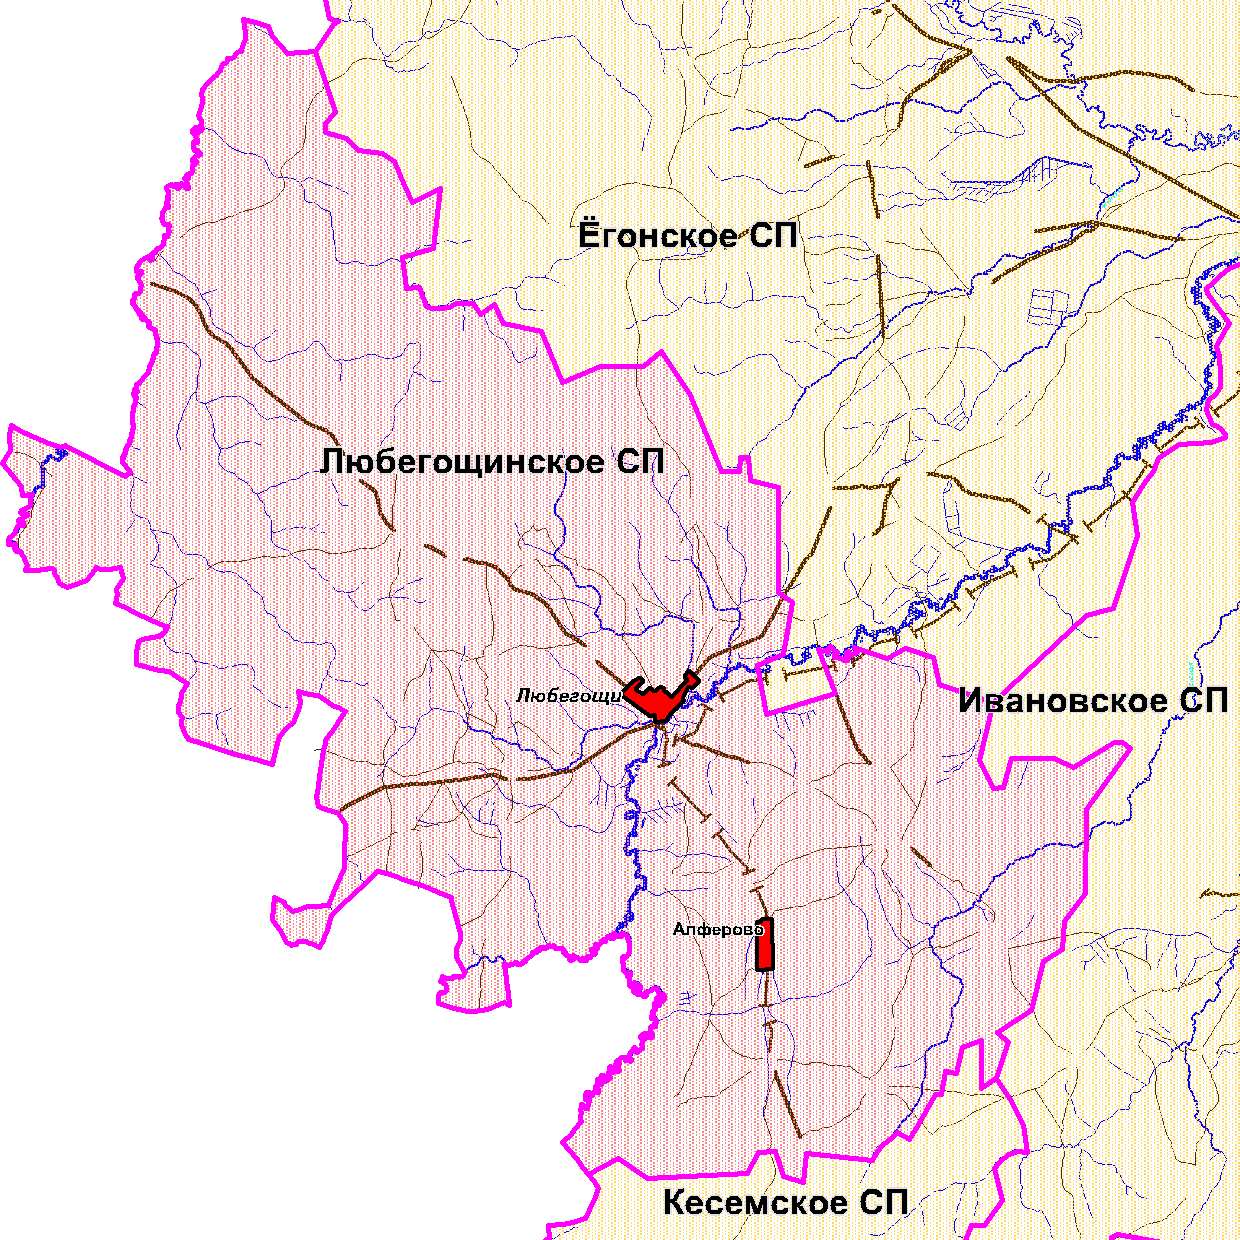 Ёгонское СП
Любегощинское СП
Любегощи
Ивановское СП
Алферово
Кесемское СП